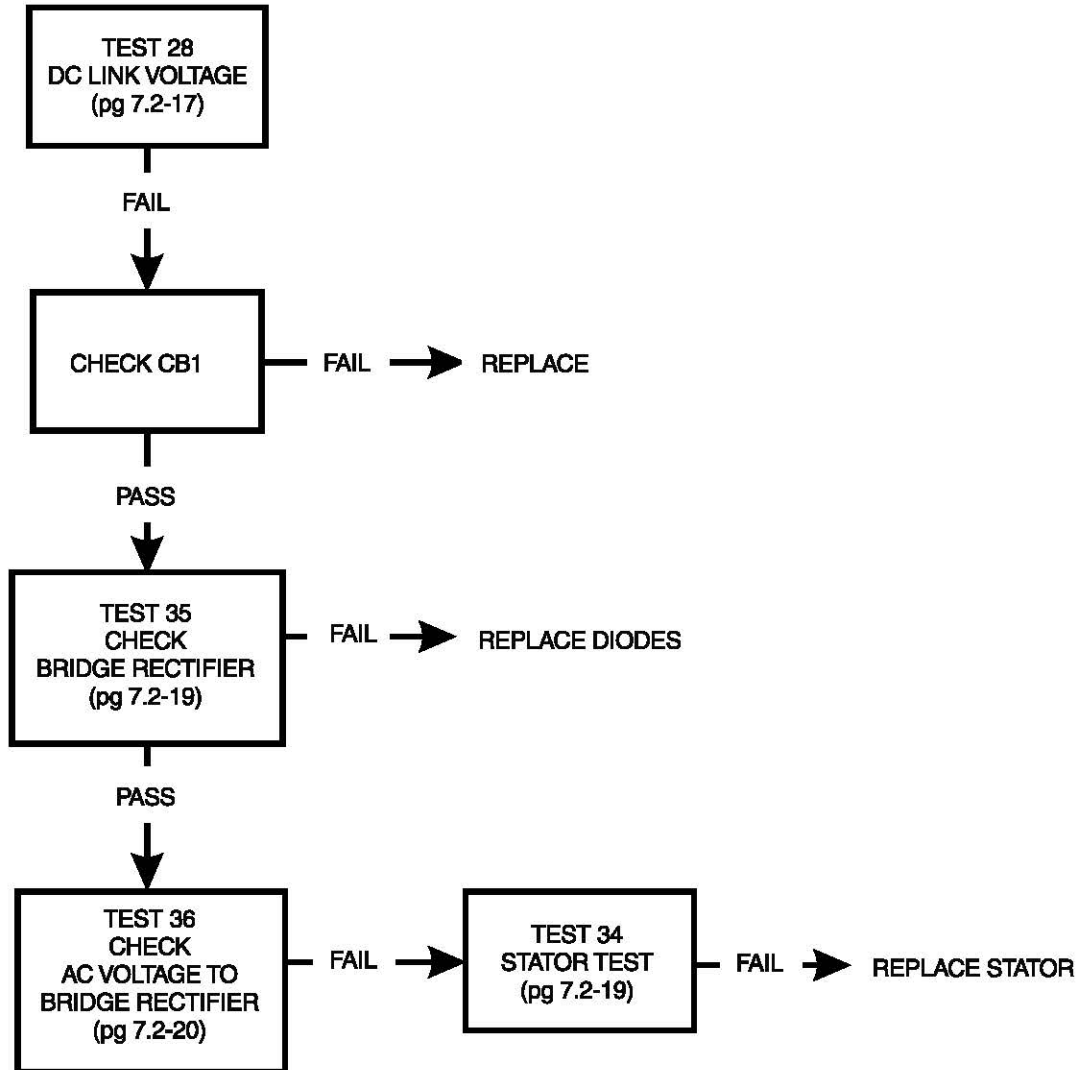 TEST 28
DC LINK VOLTAGE
(pg 7.2-17)
FAIL
CHECK CB1
FAIL
REPLACE
PASS
TEST 35
CHECK
BRIDGE RECTIFIER
(pg 7.2-19)
FAIL
REPLACE DIODES
PASS
TEST 36
CHECK
AC VOLTAGE TO
BRIDGE RECTIFIER
(pg 7.2-20)
FAIL
TEST 34
STATOR TEST
(pg 7.2-19)
FAIL
REPLACE STATOR